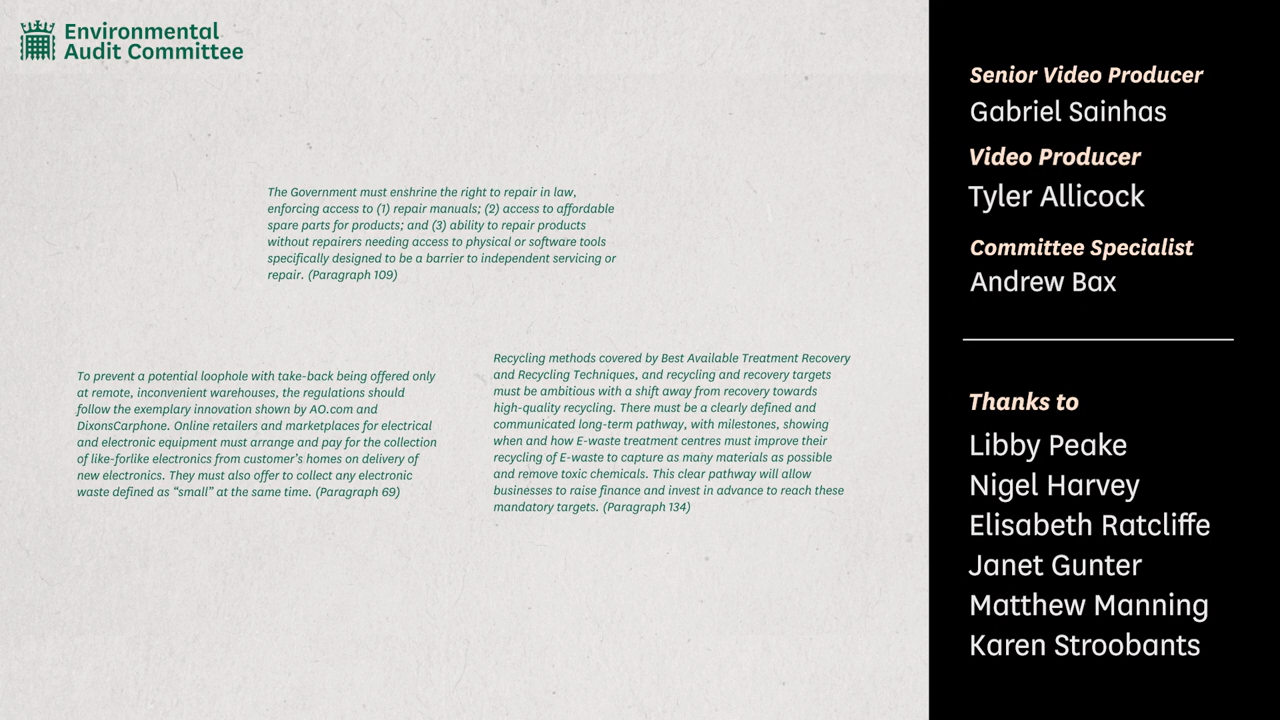 Environmental
Audit Committee
The Government must enshrine the right to repair in law,
enforcing access to (1) repair manuals; (2) access to affordable
spare parts for products; and (3) ability to repair products
without repairers needing access to physical or software tools
specifically designed to be a barrier to independent servicing or
repair. (Paragraph 109)
To prevent a potential loophole with take-back being offered only
at remote, inconvenient warehouses, the regulations should
follow the exemplary innovation shown by AO.com and
DixonsCarphone. Online retailers and marketplaces for electrical
and electronic equipment must arrange and pay for the collection
of like-forlike electronics from customer's homes on delivery of
new electronics. They must also offer to collect any electronic
waste defined as “small” at the same time. (Paragraph 69)
Recycling methods covered by Best Available Treatment Recovery
and Recycling Techniques, and recycling and recovery targets
must be ambitious with a shift away from recovery towards
high-quality recycling. There must be a clearly defined and
communicated long-term pathway, with milestones, showing
when and how E-waste treatment centres must improve their
recycling of E-waste to capture as many materials as possible
and remove toxic chemicals. This clear pathway will allow
businesses to raise finance and invest in advance to reach these
mandatory targets. (Paragraph 134)
Senior Video Producer
Gabriel Sainhas
Video Producer
Tyler Allicock
Committee Specialist
Andrew Bax
Thanks to
Libby Peake
Nigel Harvey
Elisabeth Ratcliffe
Janet Gunter
Matthew Manning
Karen Stroobants